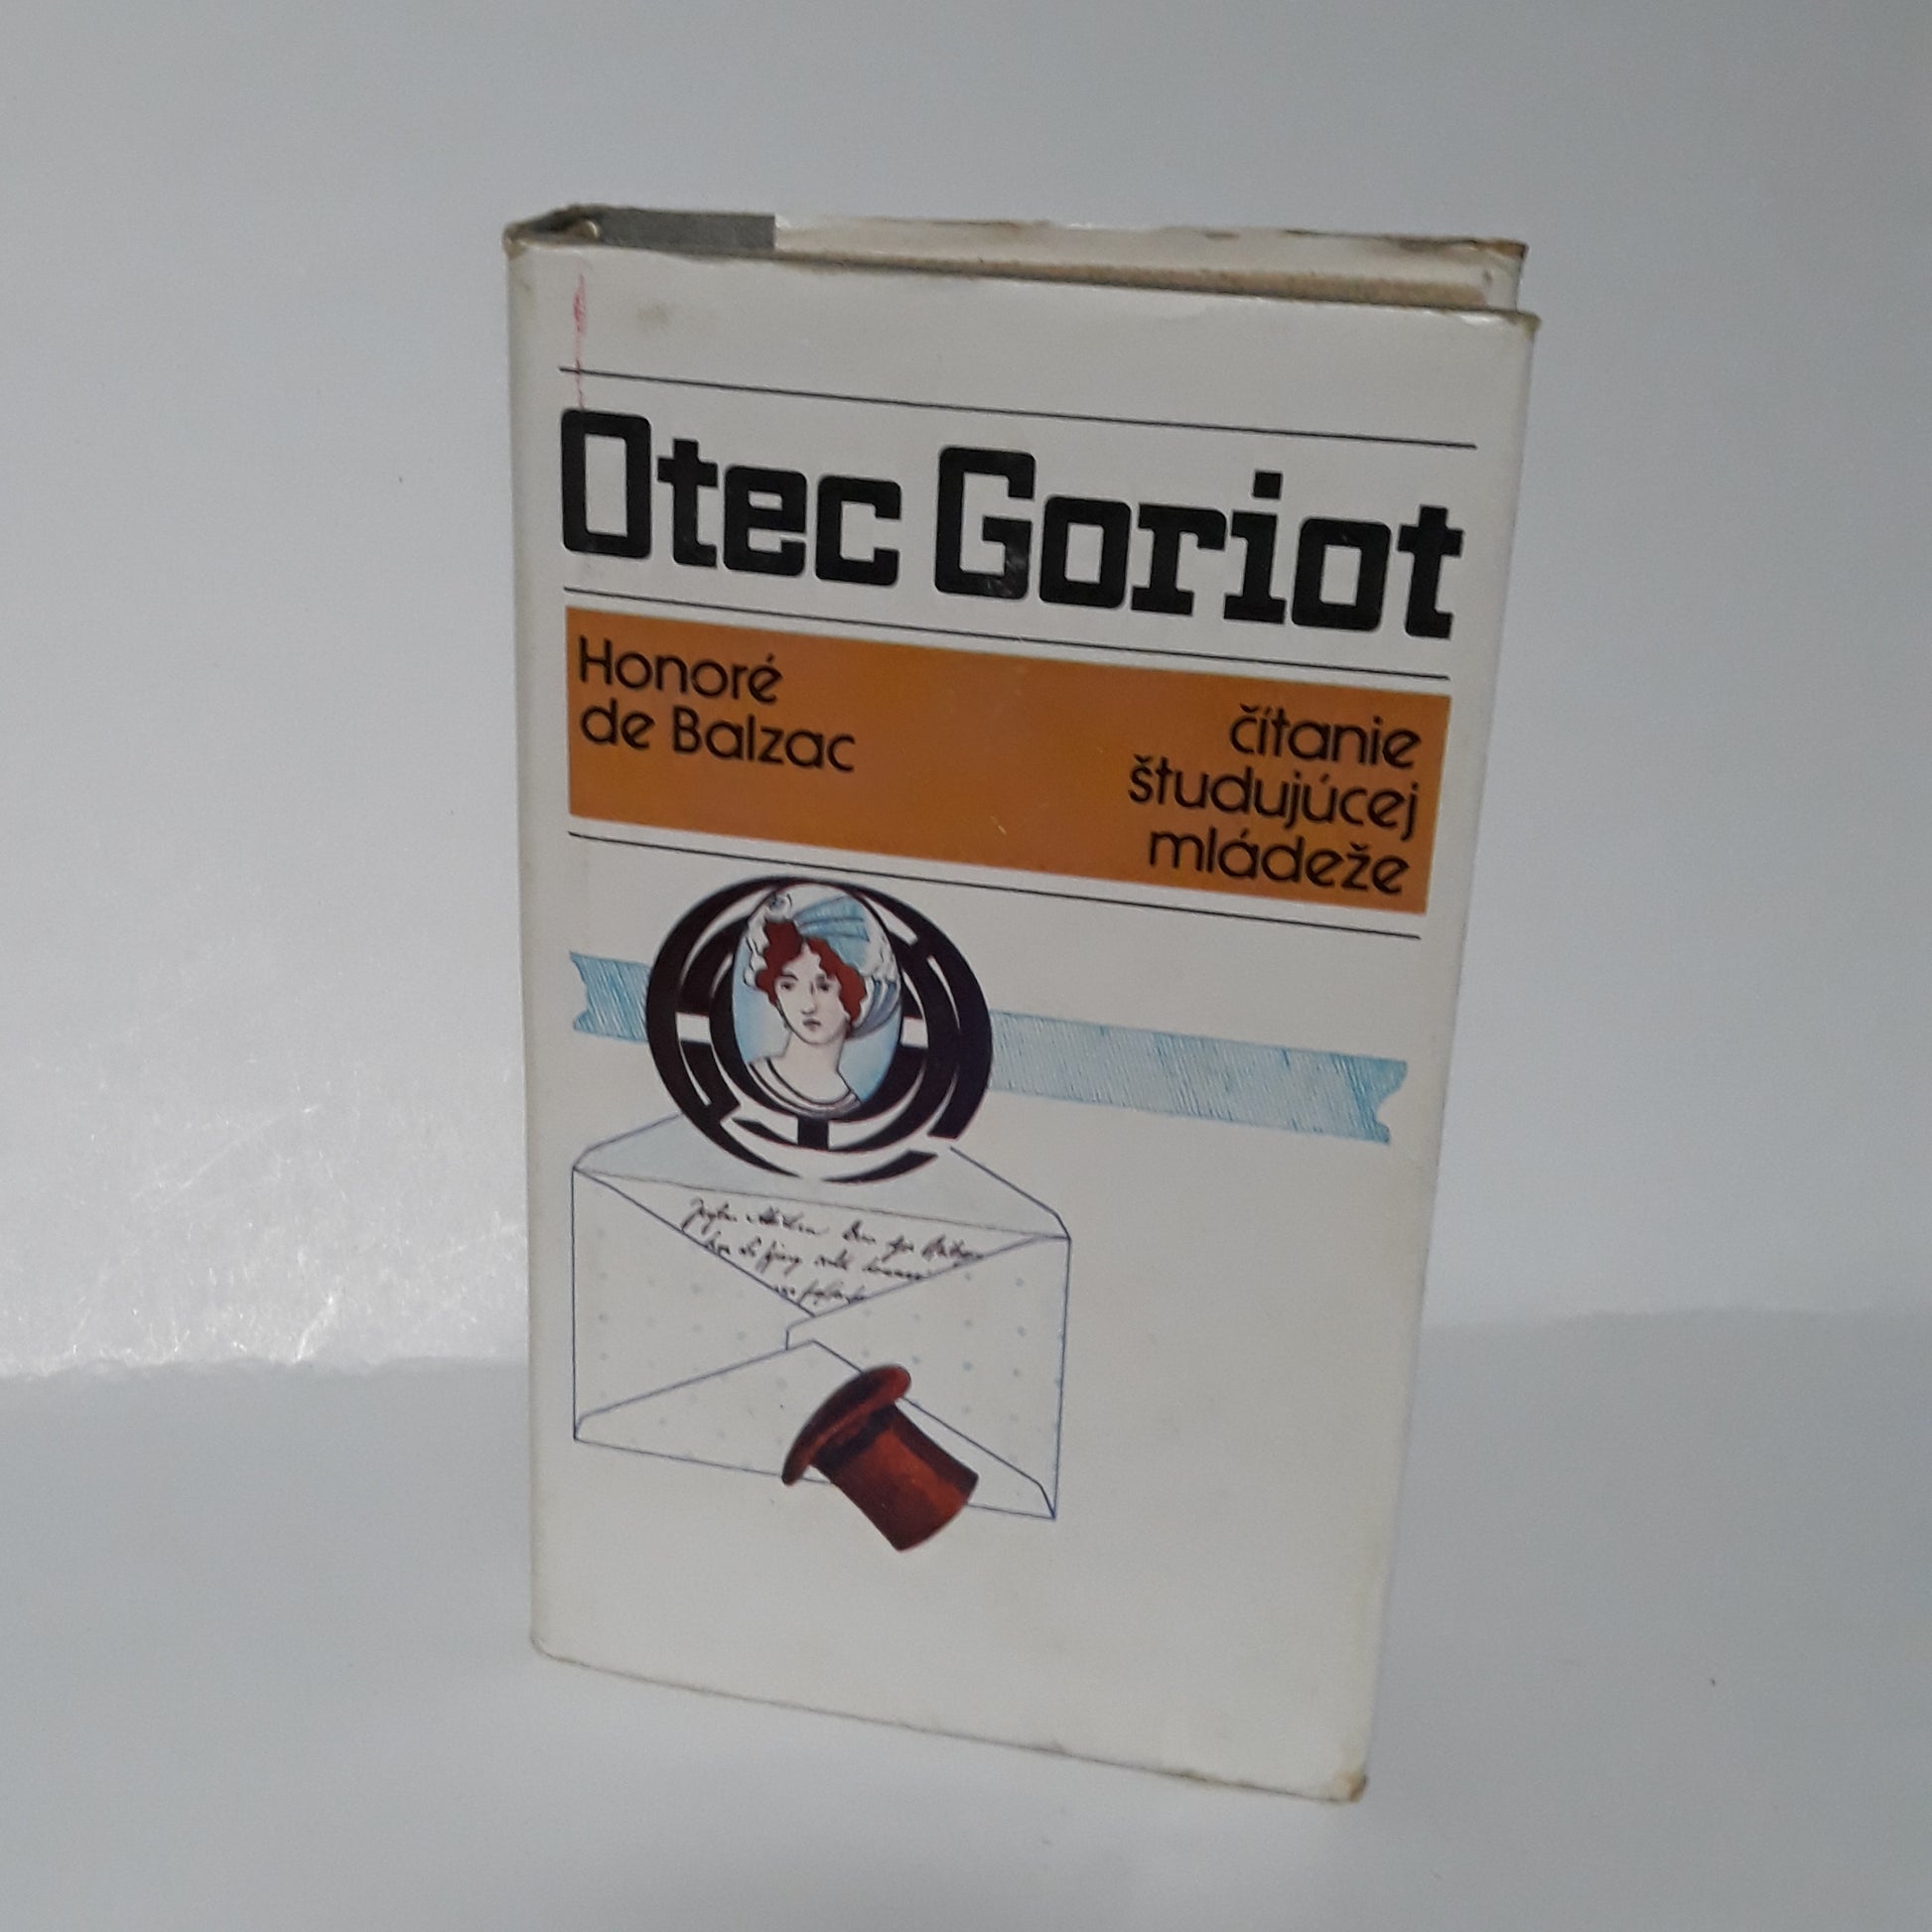 Otec Goriot
Honoré
de Balzac
čítanie
študujúcej
mládeže